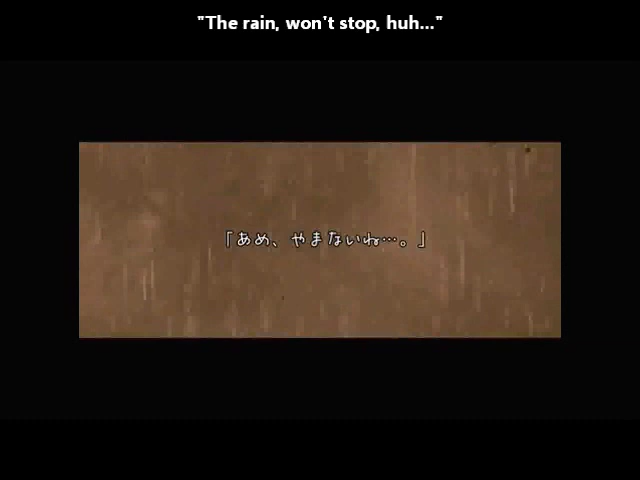 "The rain, won't stop, huh..."
「あめ、やまないね…。」